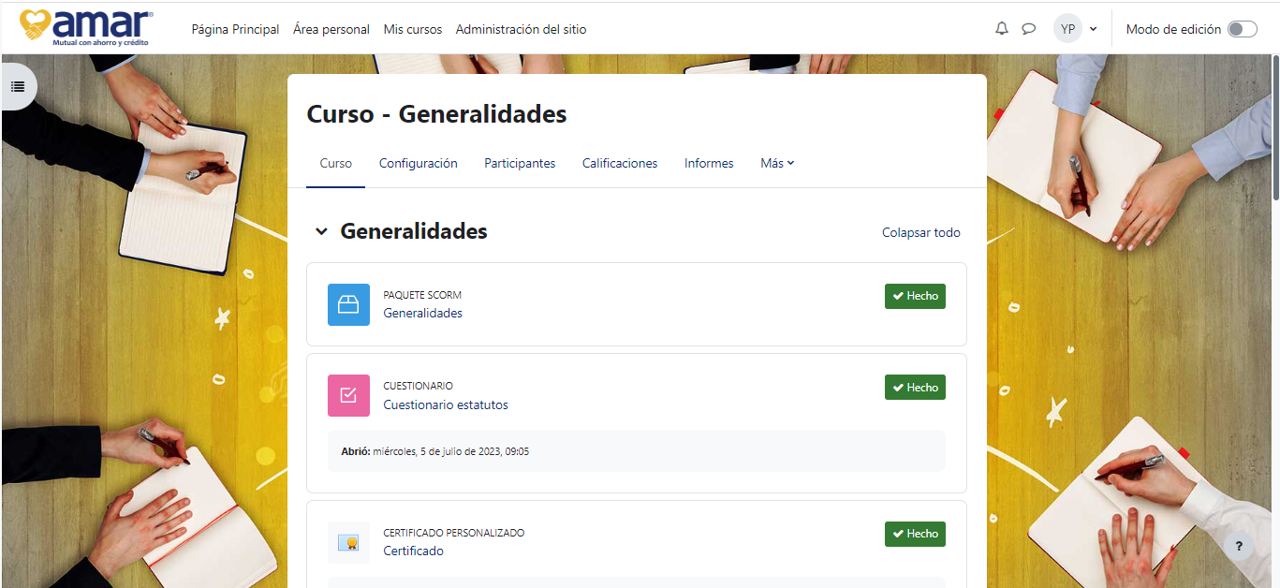 amar®
Mutual con ahorro y crédito
Página Principal Área personal Mis cursos Administración del sitio
YP
Modo de edición
Curso - Generalidades
Curso Configuración Participantes Calificaciones Informes Más
Generalidades
Colapsar todo
PAQUETE SCORM
Generalidades
Hecho
CUESTIONARIO
Cuestionario estatutos
Hecho
Abrió: miércoles, 5 de julio de 2023, 09:05
CERTIFICADO PERSONALIZADO
Certificado
Hecho
?